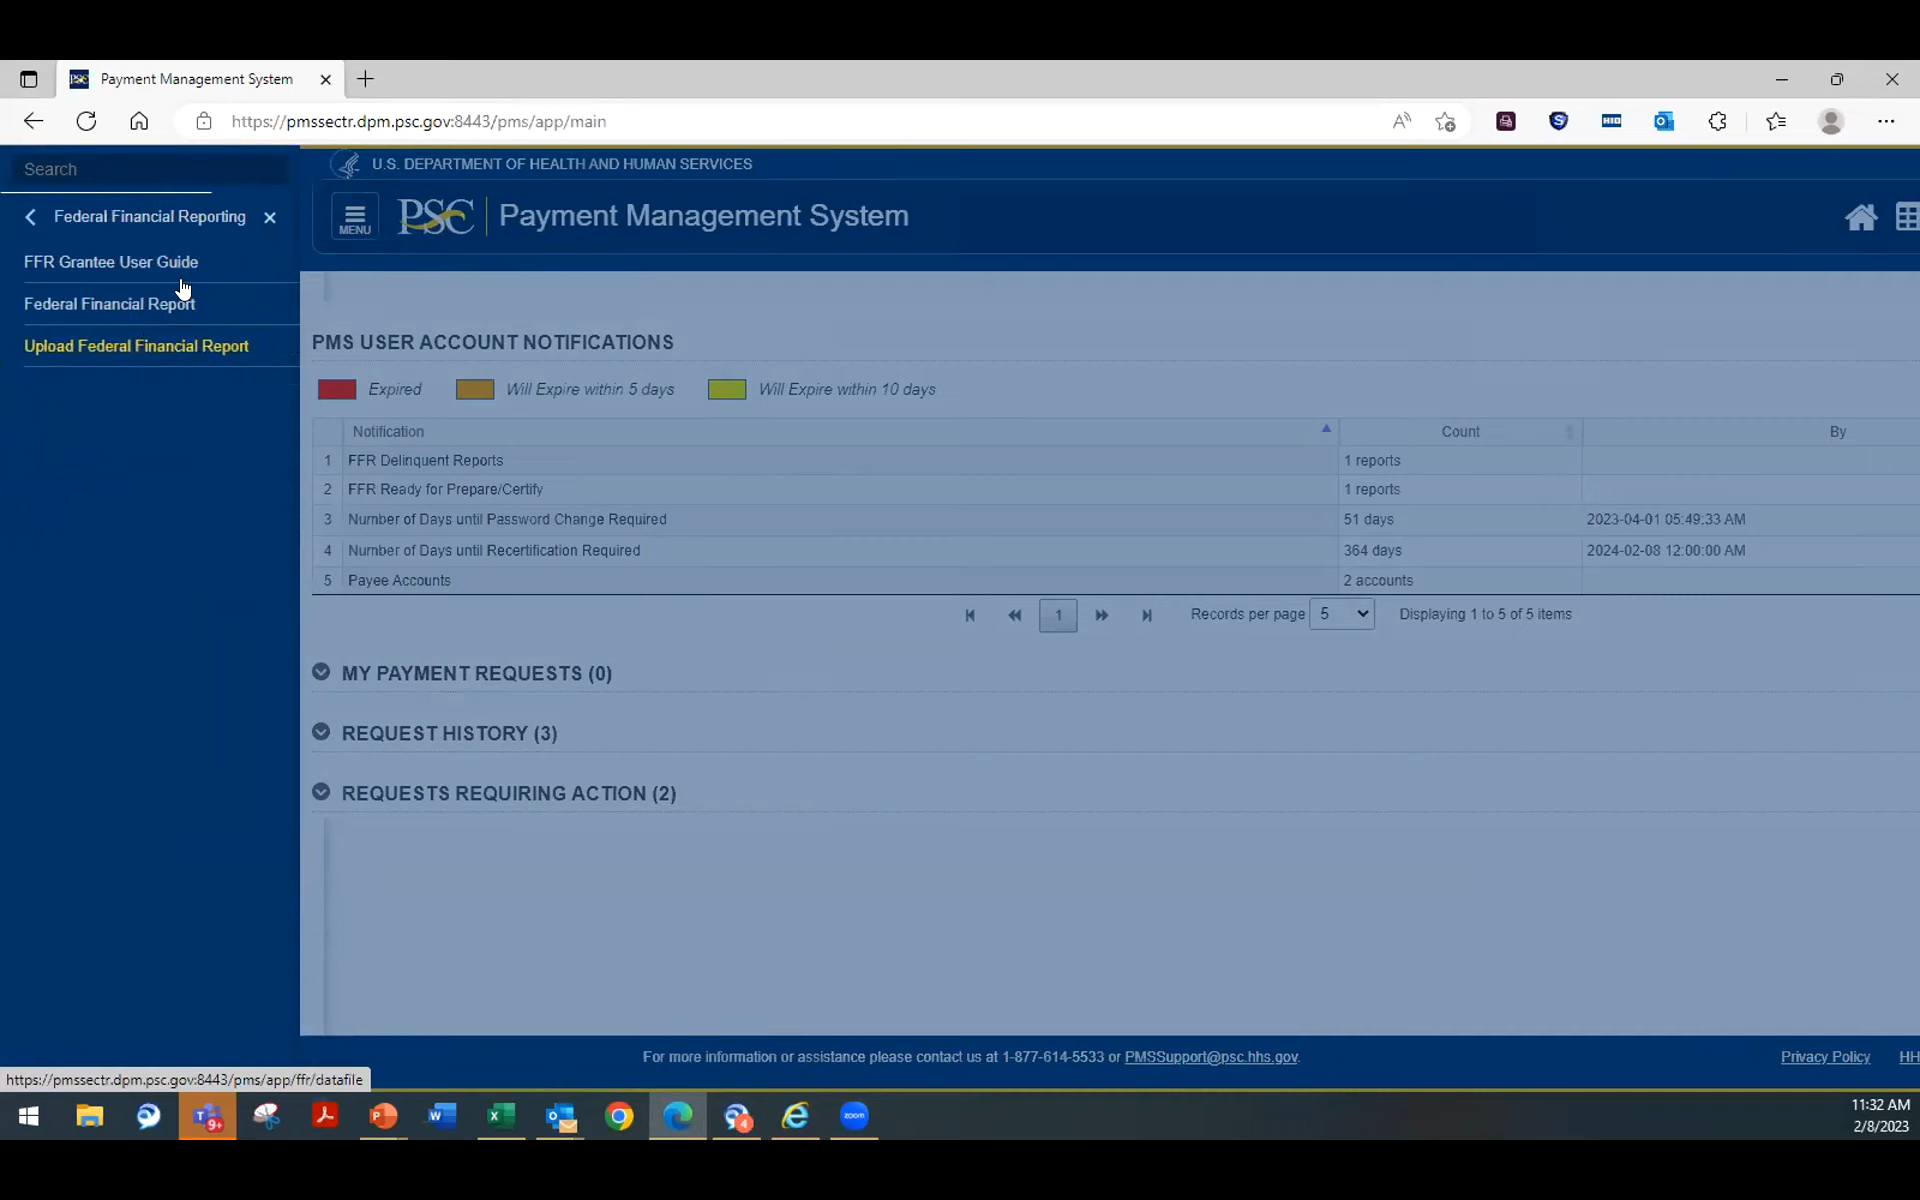 Payment Management System
https://pmssectr.dpm.psc.gov:8443/pms/app/main
Search
Federal Financial Reporting
FFR Grantee User Guide
Federal Financial Report
Upload Federal Financial Report
U.S. DEPARTMENT OF HEALTH AND HUMAN SERVICES
MENU
PSC Payment Management System
PMS USER ACCOUNT NOTIFICATIONS
Expired Will Expire within 5 days Will Expire within 10 days
Notification Count By
1 FFR Delinquent Reports 1 reports
2 FFR Ready for Prepare/Certify 1 reports
3 Number of Days until Password Change Required 51 days 2023-04-01 05:49:33 AM
4 Number of Days until Recertification Required 364 days 2024-02-08 12:00:00 AM
5 Payee Accounts 2 accounts
1 Records per page 5 Displaying 1 to 5 of 5 items
MY PAYMENT REQUESTS (0)
REQUEST HISTORY (3)
REQUESTS REQUIRING ACTION (2)
For more information or assistance please contact us at 1-877-614-5533 or PMSSupport@psc.hhs.gov.
Privacy Policy HH
https://pmssectr.dpm.psc.gov:8443/pms/app/ffr/datafile
11:32 AM
2/8/2023